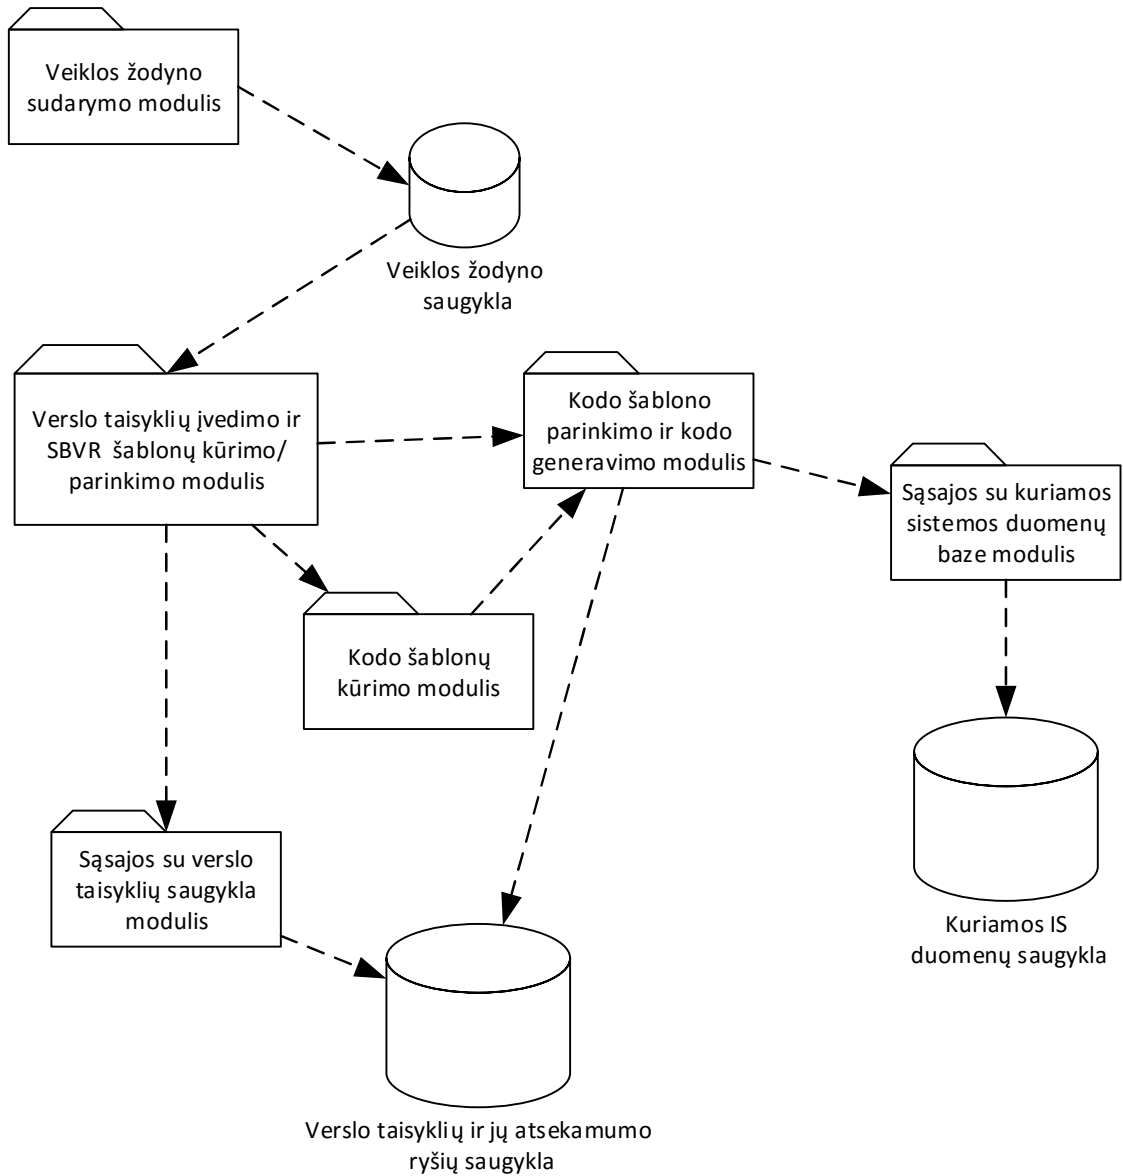 Veiklos žodyno
sudarymo modulis
Veiklos žodyno
saugykla
Verslo taisyklių įvedimo ir
SBVR šablonų kūrimo/
parinkimo modulis
Kodo šablono
parinkimo ir kodo
generavimo modulis
Sąsajos su kuriamos
sistemos duomenų
baze modulis
Kodo šablonų
kūrimo modulis
Sąsajos su verslo
taisyklių saugykla
modulis
Kuriamos IS
duomenų saugykla
Verslo taisyklių ir jų atsekamumo
ryšių saugykla